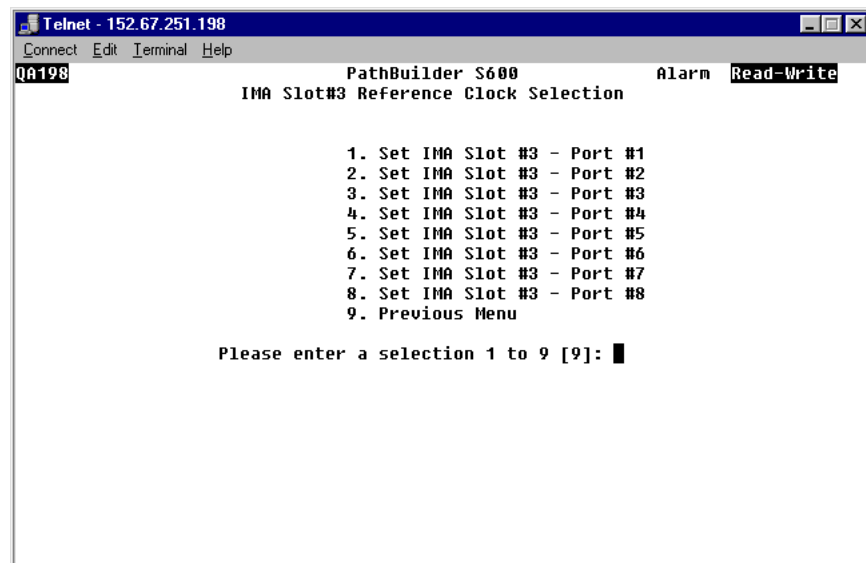 Telnet - 152.67.251.198
Connect Edit Terminal Help
QA198 PathBuilder S600 Alarm Read-Write
IMA Slot#3 Reference Clock Selection
1. Set IMA Slot #3 - Port #1
2. Set IMA Slot #3 - Port #2
3. Set IMA Slot #3 - Port #3
4. Set IMA Slot #3 - Port #4
5. Set IMA Slot #3 - Port #5
6. Set IMA Slot #3 - Port #6
7. Set IMA Slot #3 - Port #7
8. Set IMA Slot #3 - Port #8
9. Previous Menu
Please enter a selection 1 to 9 [9]: